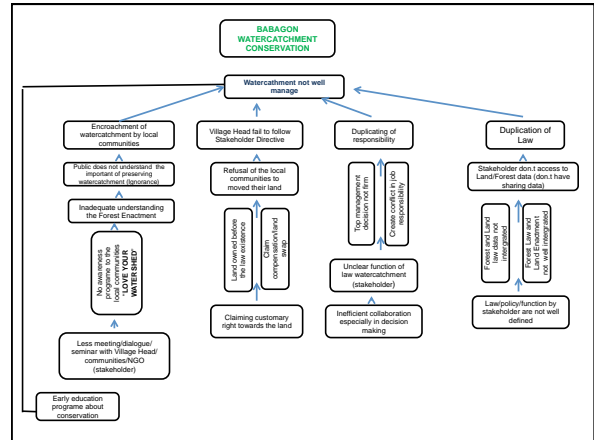 BABAGON
WATERCATCHMENT
CONSERVATION
Watercathment not well
manage
Encroachment of
watercatchment by local
communities
Public does not understand the
important of preserving
watercatchment (Ignorance)
Inadequate understanding
the Forest Enactment
No awareness
programe to the
local communities
"LOVE YOUR
WATERSHED"
Less meeting/dialogue/
seminar with Village Head/
communities/NGO
(stakeholder)
Early education
programe about
conservation
Village Head fail to follow
Stakeholder Directive
Refusal of the local
communities to
moved their land
Land owned before
the law existence
Claim
compensation/land
swap
Claiming customary
right towards the land
Duplicating of
responsibility
Top management
decision not firm
Create conflict in job
responsibility
Unclear function of
law watercatchment
(stakeholder)
Inefficient collaboration
especially in decision
making
Duplication of
Law
Stakeholder don.t access to
Land/Forest data (don.t have
sharing data)
Forest and Land
law data not
intergrated
Forest Law and
Land Enactment
not well intergrated
Law/policy/function by
stakeholder are not well
defined